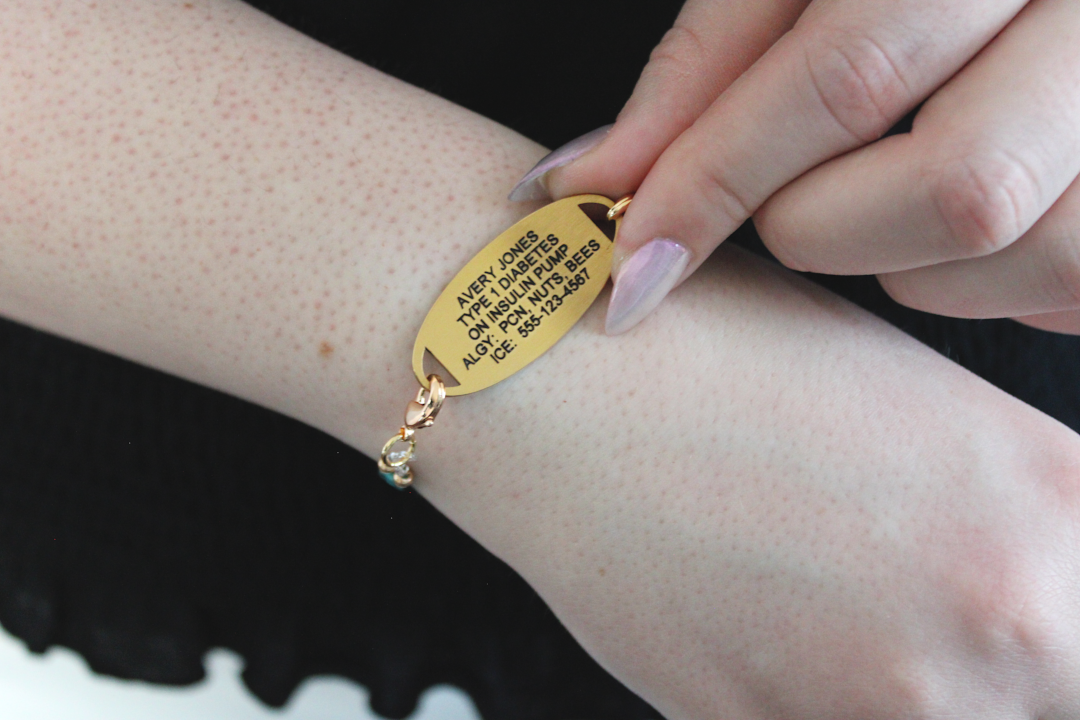 AVERY JONES
TYPE 1 DIABETES
ON INSULIN PUMP
ALGY: PCN, NUTS, BEES
ICE: 555-123-4567